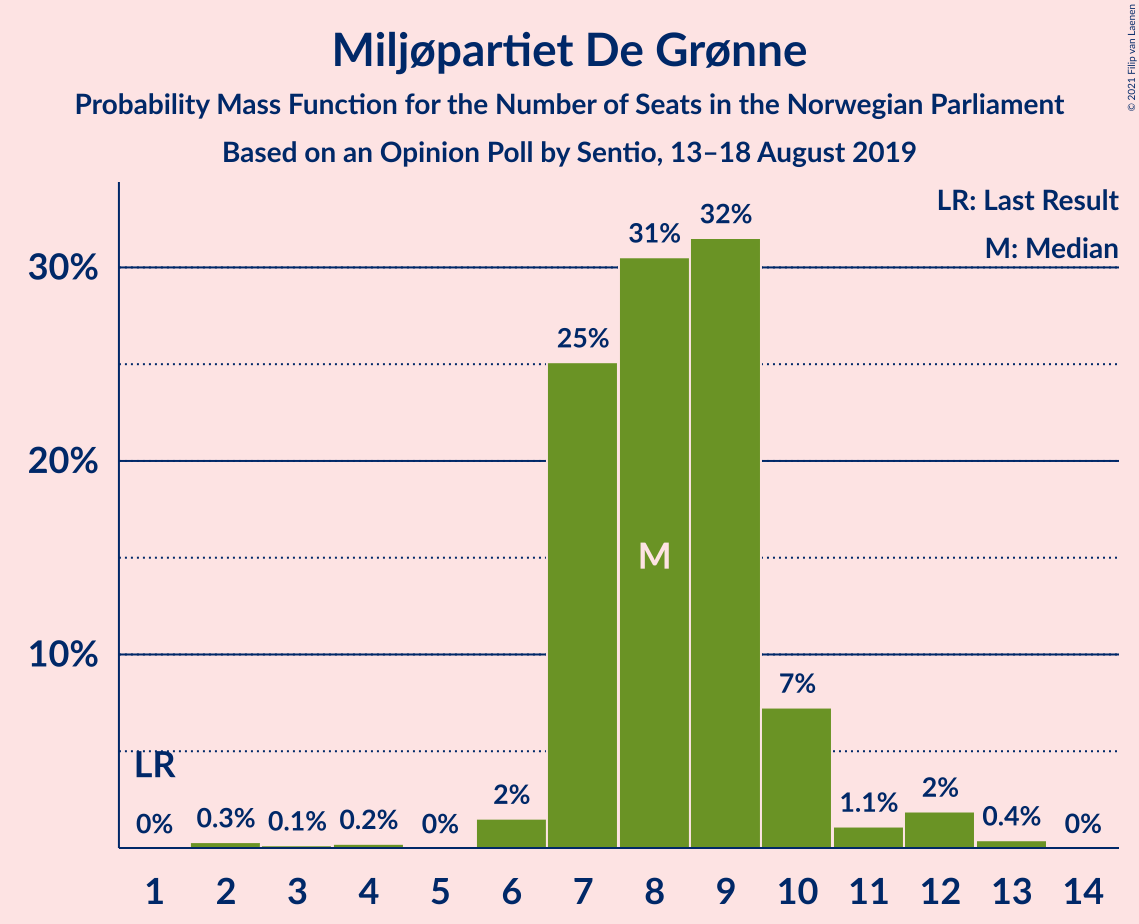 Miljøpartiet De Grønne
Probability Mass Function for the Number of Seats in the Norwegian Parliament
Based on an Opinion Poll by Sentio, 13–18 August 2019
© 2021 Filip van Laenen
LR: Last Result
M: Median
30%
20%
10%
LR
0%
0.3%
0.1%
0.2%
0%
2%
25%
31%
32%
7%
1.1%
2%
0.4%
0%
M
1 2 3 4 5 6 7 8 9 10 11 12 13 14